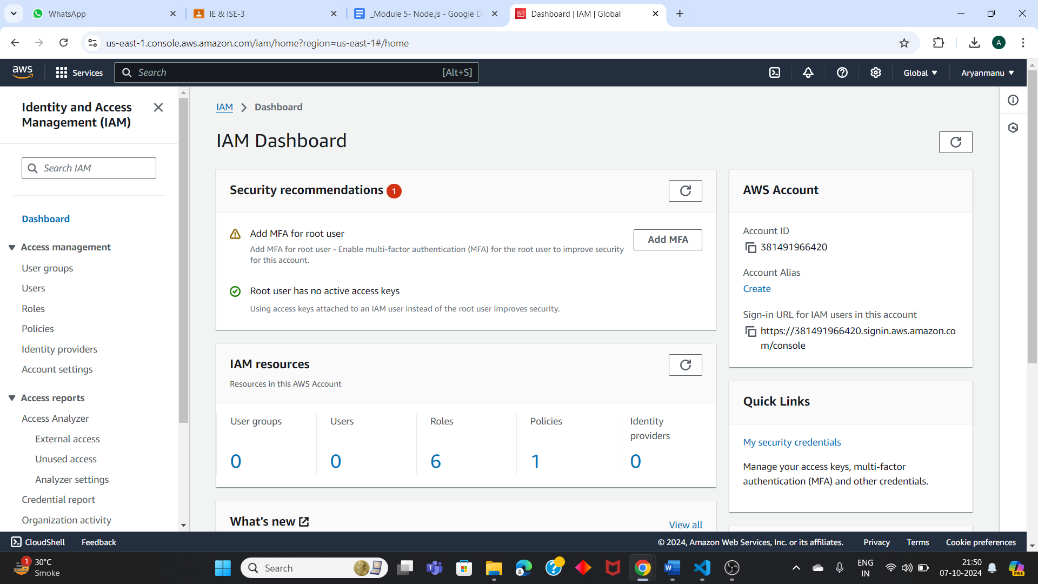 WhatsApp
IE & ISE-3
_Module 5- Node.js - Google D
Dashboard | IAM | Global
us-east-1.console.aws.amazon.com/iam/home?region=us-east-1#/home
A
aws
Services
Search
[Alt+S]
Global
Aryanmanu
Identity and Access
Management (IAM)
Search IAM
Dashboard
Access management
User groups
Users
Roles
Policies
Identity providers
Account settings
Access reports
Access Analyzer
External access
Unused access
Analyzer settings
Credential report
Organization activity
IAM
Dashboard
IAM Dashboard
Security recommendations 1
Add MFA for root user
Add MFA for root user - Enable multi-factor authentication (MFA) for the root user to improve security
for this account.
Add MFA
Root user has no active access keys
Using access keys attached to an IAM user instead of the root user improves security.
IAM resources
Resources in this AWS Account
User groups
0
Users
0
Roles
6
Policies
1
Identity
providers
0
What's new
View all
AWS Account
Account ID
381491966420
Account Alias
Create
Sign-in URL for IAM users in this account
https://381491966420.signin.aws.amazon.co
m/console
Quick Links
My security credentials
Manage your access keys, multi-factor
authentication (MFA) and other credentials.
CloudShell
Feedback
© 2024, Amazon Web Services, Inc. or its affiliates.
Privacy
Terms
Cookie preferences
1
30°C
Smoke
Search
ENG
IN
21:50
07-10-2024